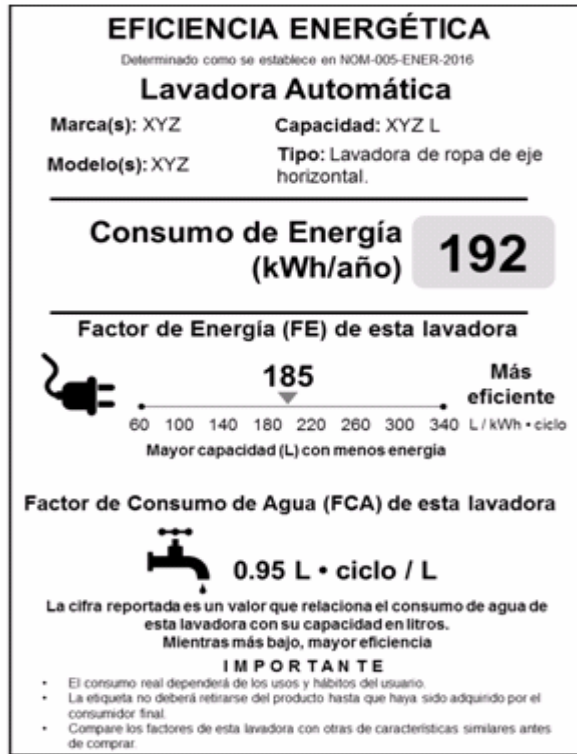 EFICIENCIA ENERGÉTICA
Determinado como se establece en NOM-005-ENER-2016
Lavadora Automática
Marca(s): XYZ
Capacidad: XYZ L
Modelo(s): XYZ
Tipo: Lavadora de ropa de eje
horizontal.
Consumo de Energía
(kWh/año)
192
Factor de Energía (FE) de esta lavadora
185
Más
eficiente
60 100 140 180 220 260 300 340 L / kWh • ciclo
Mayor capacidad (L) con menos energía
Factor de Consumo de Agua (FCA) de esta lavadora
0.95 L • ciclo / L
La cifra reportada es un valor que relaciona el consumo de agua de
esta lavadora con su capacidad en litros.
Mientras más bajo, mayor eficiencia
IMPORTANTE
• El consumo real dependerá de los usos y hábitos del usuario.
• La etiqueta no deberá retirarse del producto hasta que haya sido adquirido por el
consumidor final.
• Compare los factores de esta lavadora con otras de características similares antes
de comprar.